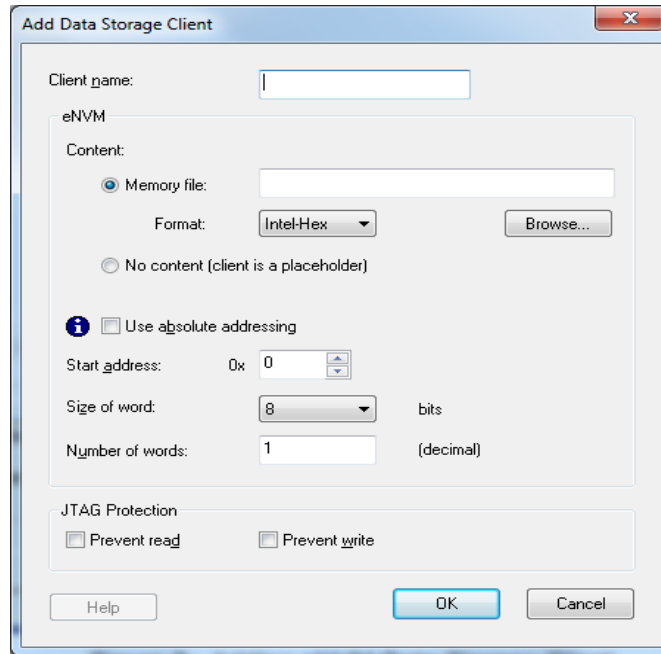 Add Data Storage Client
Client name:
eNVM
Content:
Memory file:
Format: Intel-Hex Browse...
No content (client is a placeholder)
Use absolute addressing
Start address: 0x 0
Size of word: 8 bits
Number of words: 1 (decimal)
JTAG Protection
Prevent read Prevent write
Help OK Cancel